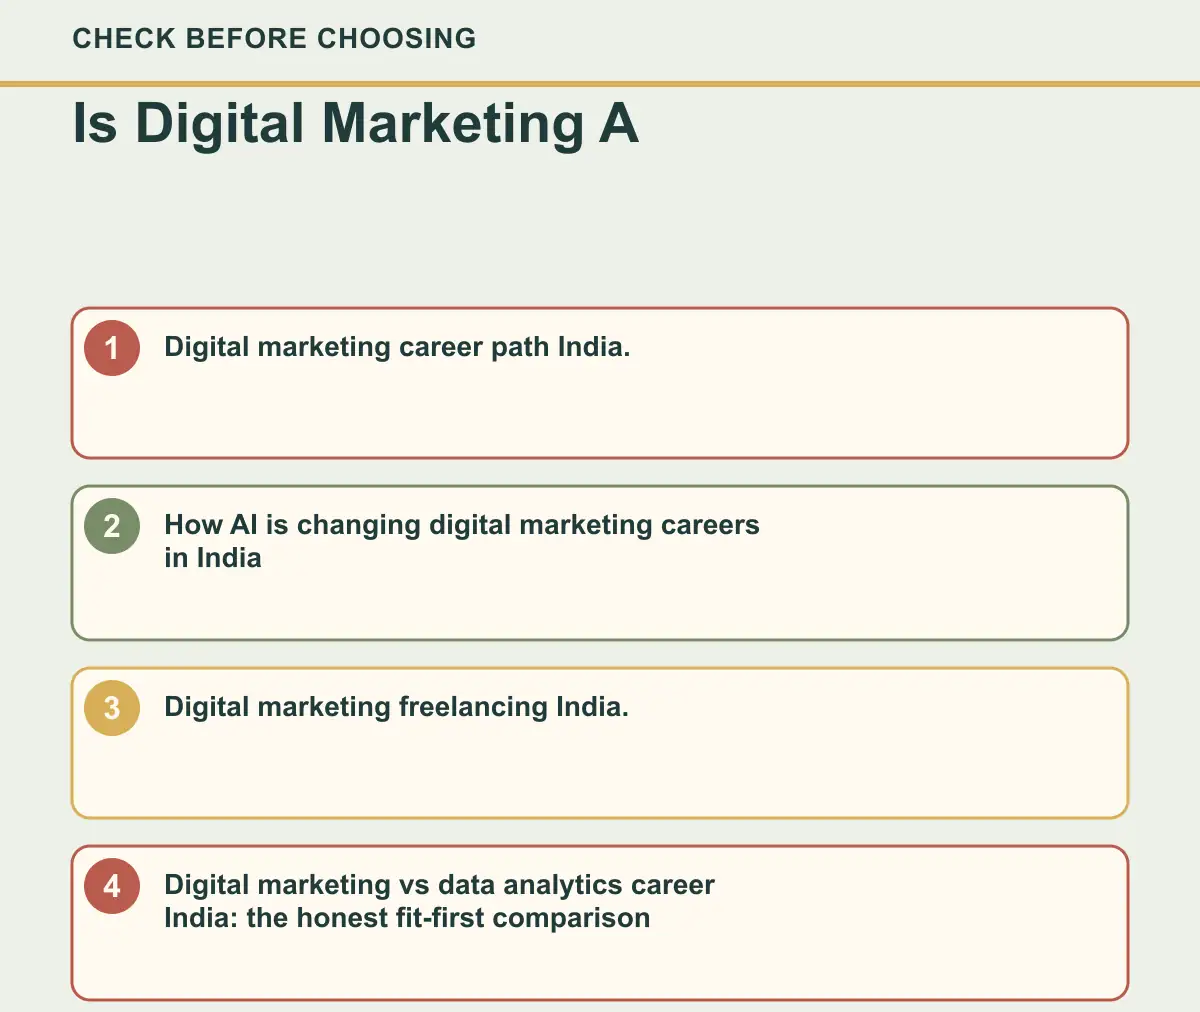 CHECK BEFORE CHOOSING
Is Digital Marketing A
1
Digital marketing career path India.
2
How AI is changing digital marketing careers
in India
3
Digital marketing freelancing India.
4
Digital marketing vs data analytics career
India: the honest fit-first comparison